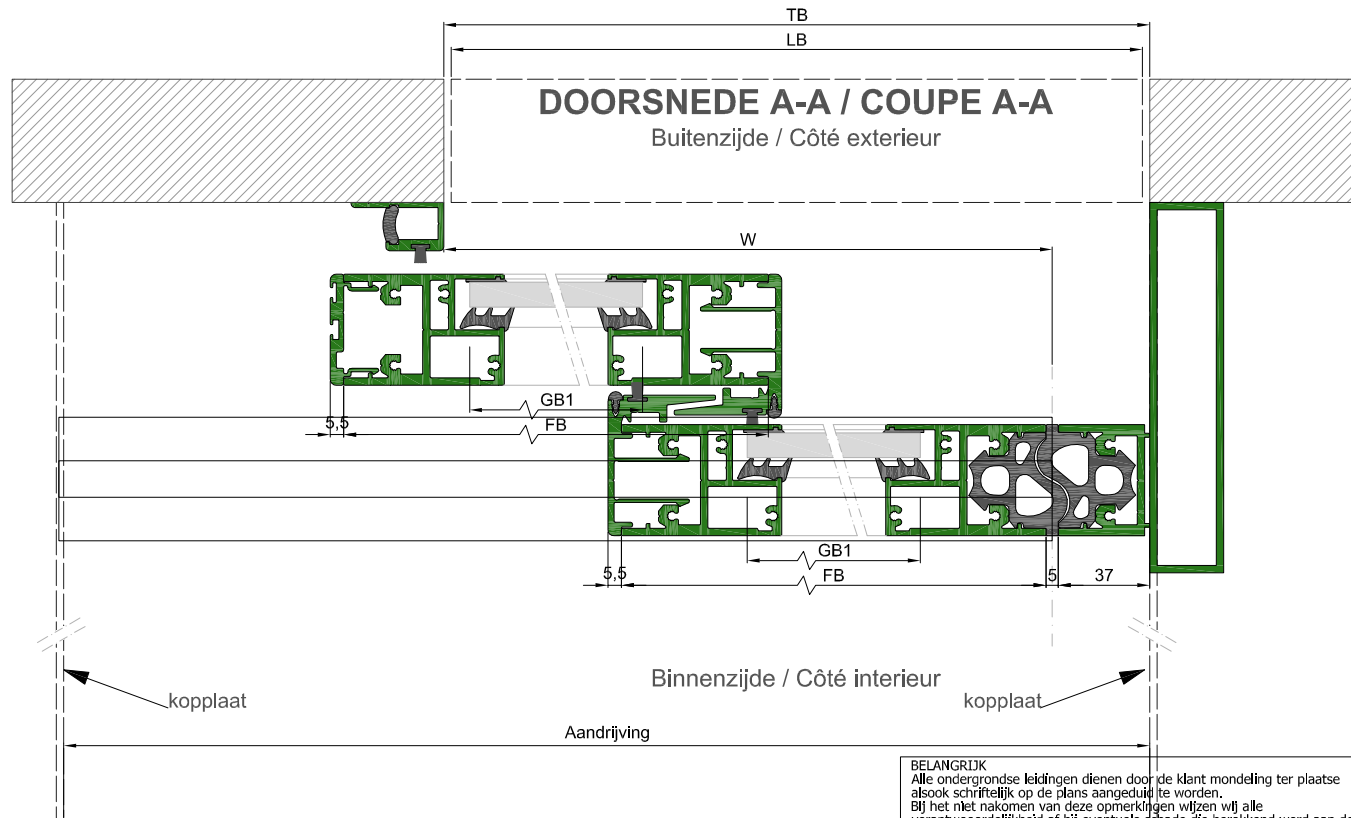 TB
LB
DOORSNEDE A-A / COUPE A-A
Buitenzijde / Côté exterieur
W
GB1
5,5
FB
GB1
5,5
FB
5
37
Binnenzijde / Côté interieur
kopplaat
kopplaat
Aandrijving
BELANGRIJK
Alle ondergrondse leidingen dienen door de klant mondeling ter plaatse
alsook schriftelijk op de plans aangeduid te worden.
Bij het niet nakomen van deze opmerkingen wijzen wij alle